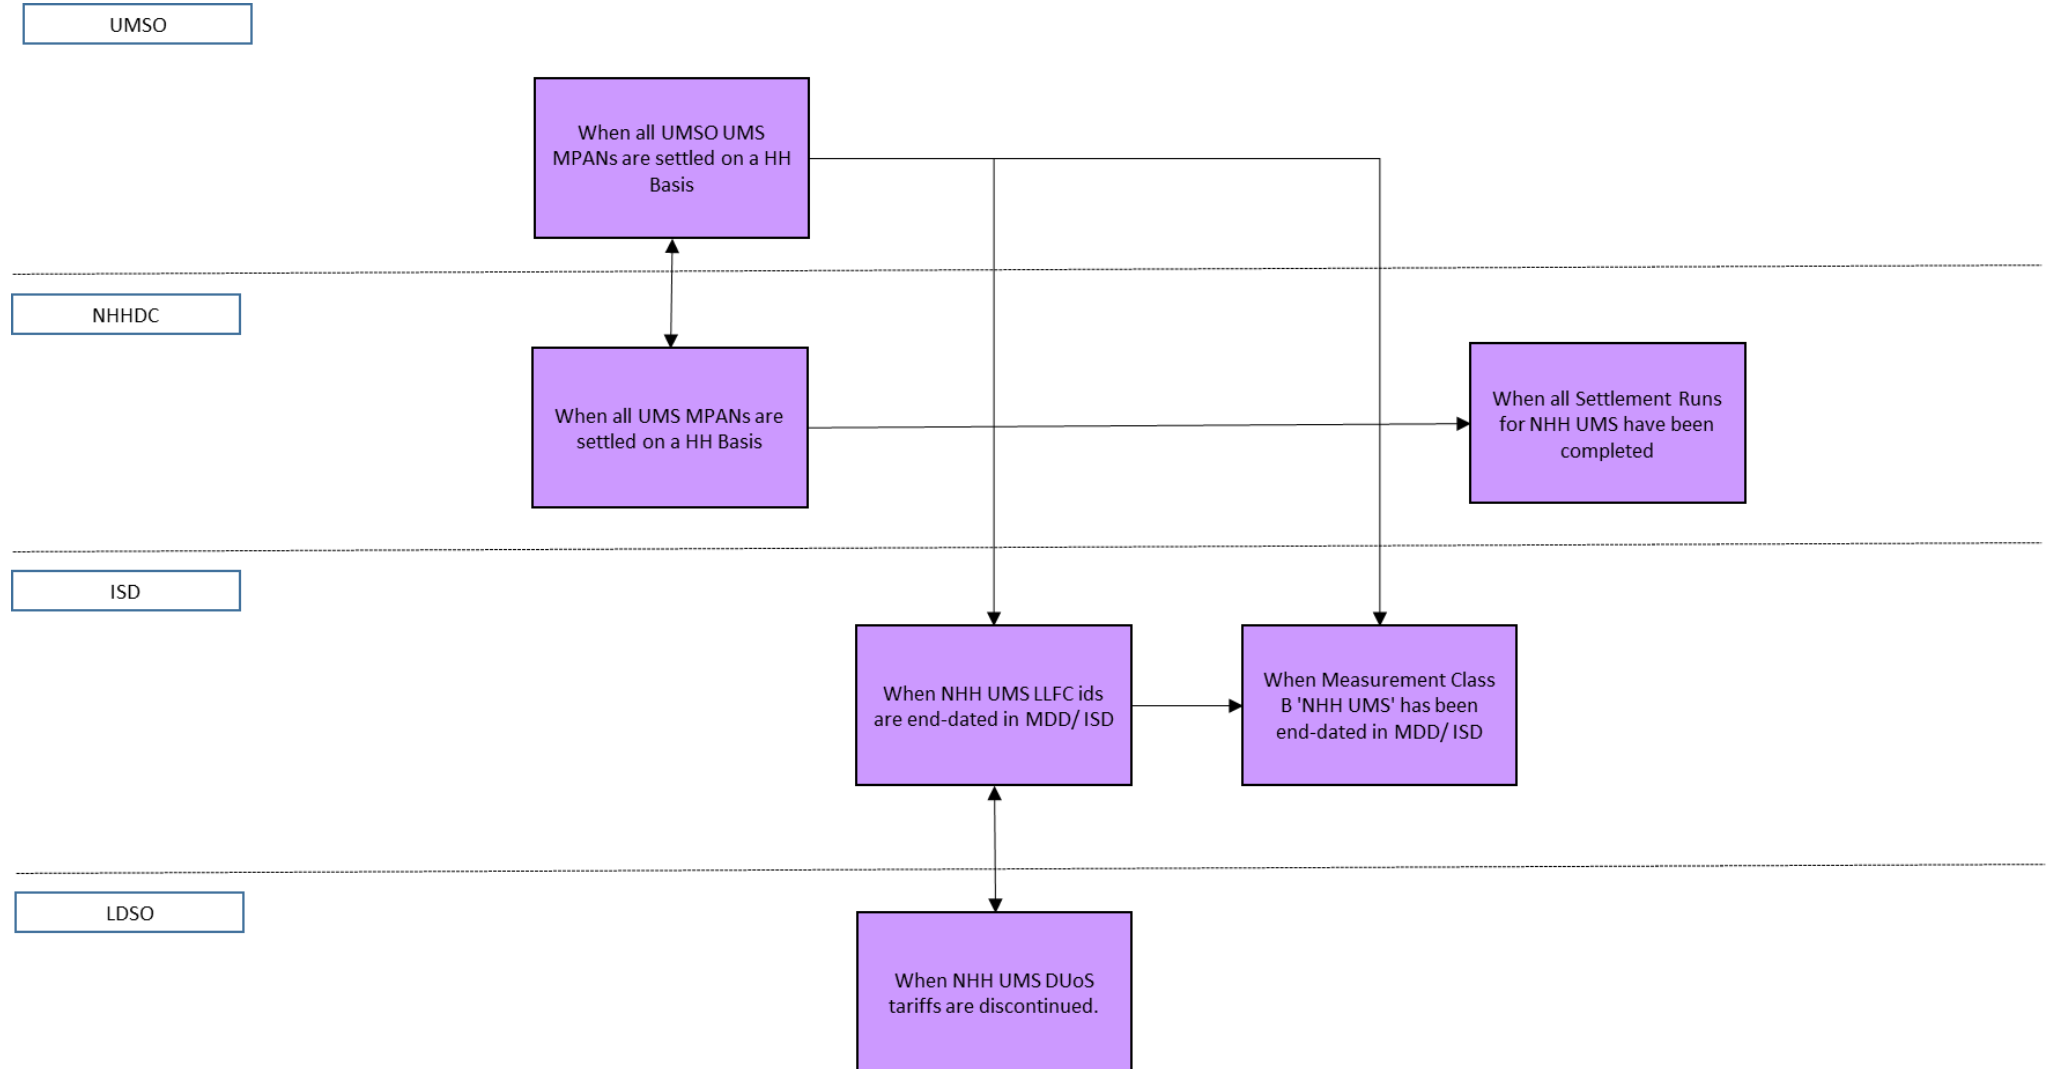 UMSO
When all UMSO UMS
MPANs are settled on a HH
Basis
NHHDC
When all UMS MPANs are
settled on a HH Basis
When all Settlement Runs
for NHH UMS have been
completed
ISD
When NHH UMS LLFC ids
are end-dated in MDD/ ISD
When Measurement Class
B 'NHH UMS' has been
end-dated in MDD/ ISD
LDSO
When NHH UMS DUoS
tariffs are discontinued.